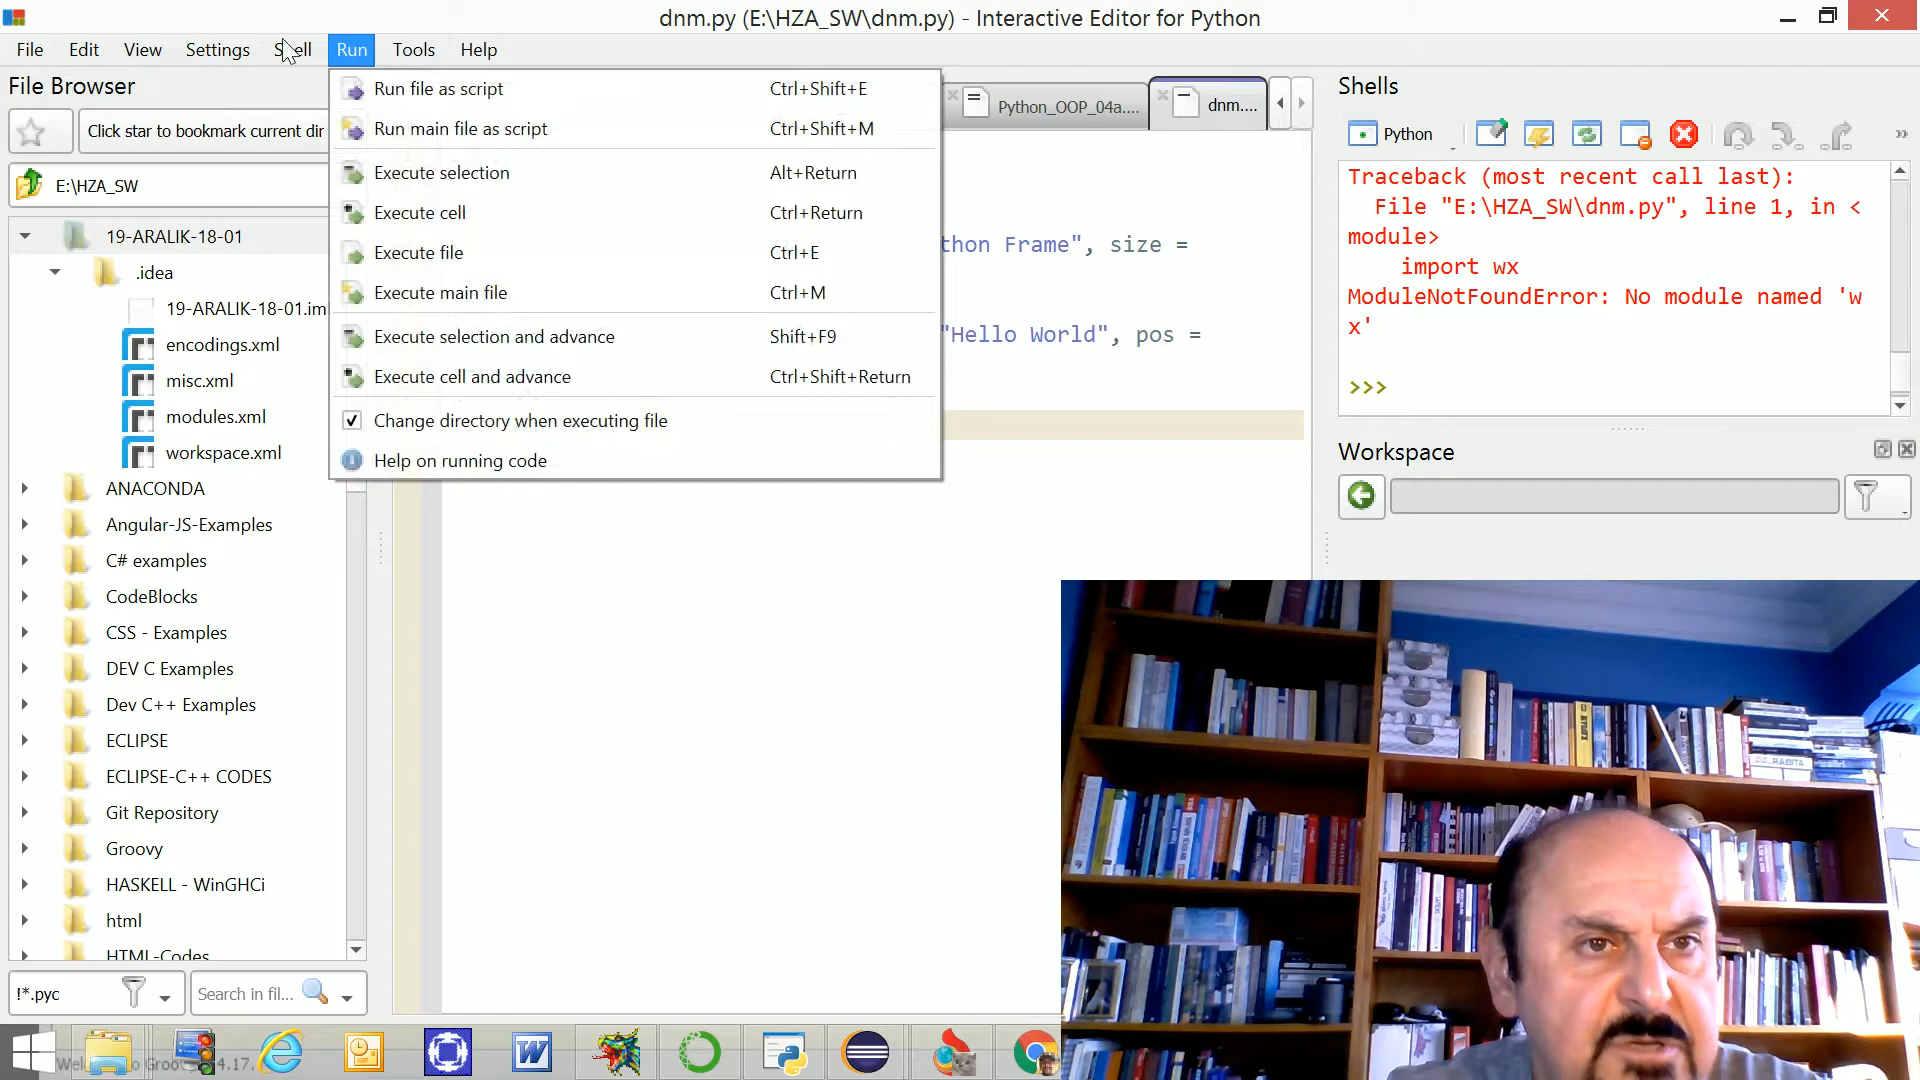 dnm.py (E:\HZA_SW\dnm.py) - Interactive Editor for Python
File Edit View Settings Shell Run Tools Help
File Browser
Click star to bookmark current dir
E:\HZA_SW
19-ARALIK-18-01
.idea
19-ARALIK-18-01.im
encodings.xml
misc.xml
modules.xml
workspace.xml
ANACONDA
Angular-JS-Examples
C# examples
CodeBlocks
CSS - Examples
DEV C Examples
Dev C++ Examples
ECLIPSE
ECLIPSE-C++ CODES
Git Repository
Groovy
HASKELL - WinGHCi
html
HTML-Codes
!*.pyc
Search in fil...
Run file as script Ctrl+Shift+E
Run main file as script Ctrl+Shift+M
Execute selection Alt+Return
Execute cell Ctrl+Return
Execute file Ctrl+E
Execute main file Ctrl+M
Execute selection and advance Shift+F9
Execute cell and advance Ctrl+Shift+Return
Change directory when executing file
Help on running code
Python_OOP_04a....
dnm....
thon Frame", size =
"Hello World", pos =
Shells
Python
Traceback (most recent call last):
File "E:\HZA_SW\dnm.py", line 1, in <
module>
import wx
ModuleNotFoundError: No module named 'w
x'
>>>
Workspace
RABITA